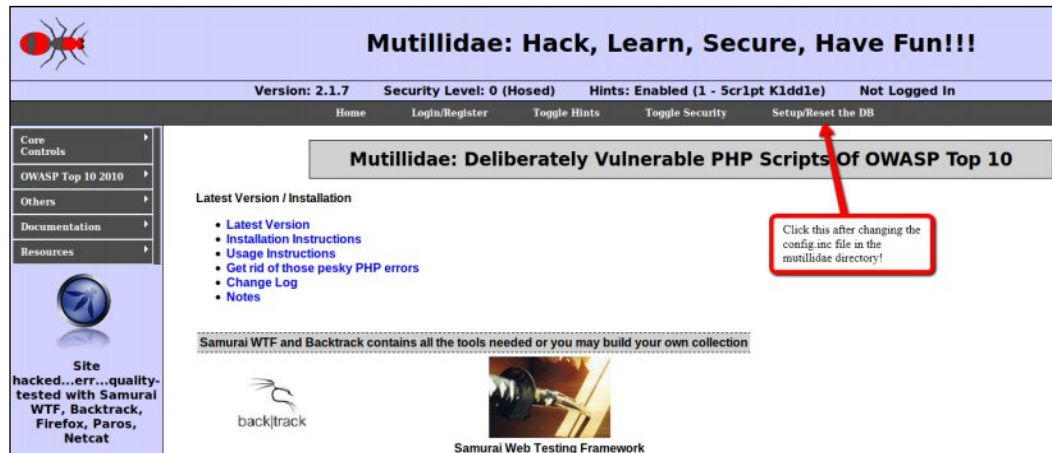 Mutillidae: Hack, Learn, Secure, Have Fun!!!
Version: 2.1.7 Security Level: 0 (Hosed) Hints: Enabled (1 - 5cr1pt K1dd1e) Not Logged In
Home Login/Register Toggle Hints Toggle Security Setup/Reset the DB
Core
Controls
OWASP Top 10 2010
Others
Documentation
Resources
Site
hacked...err...quality-
tested with Samurai
WTF, Backtrack,
Firefox, Paros,
Netcat
Mutillidae: Deliberately Vulnerable PHP Scripts Of OWASP Top 10
Latest Version / Installation
Latest Version
Installation Instructions
Usage Instructions
Get rid of those pesky PHP errors
Change Log
Notes
Click this after changing the
config.inc file in the
mutillidae directory!
Samurai WTF and Backtrack contains all the tools needed or you may build your own collection
back|track
Samurai Web Testing Framework